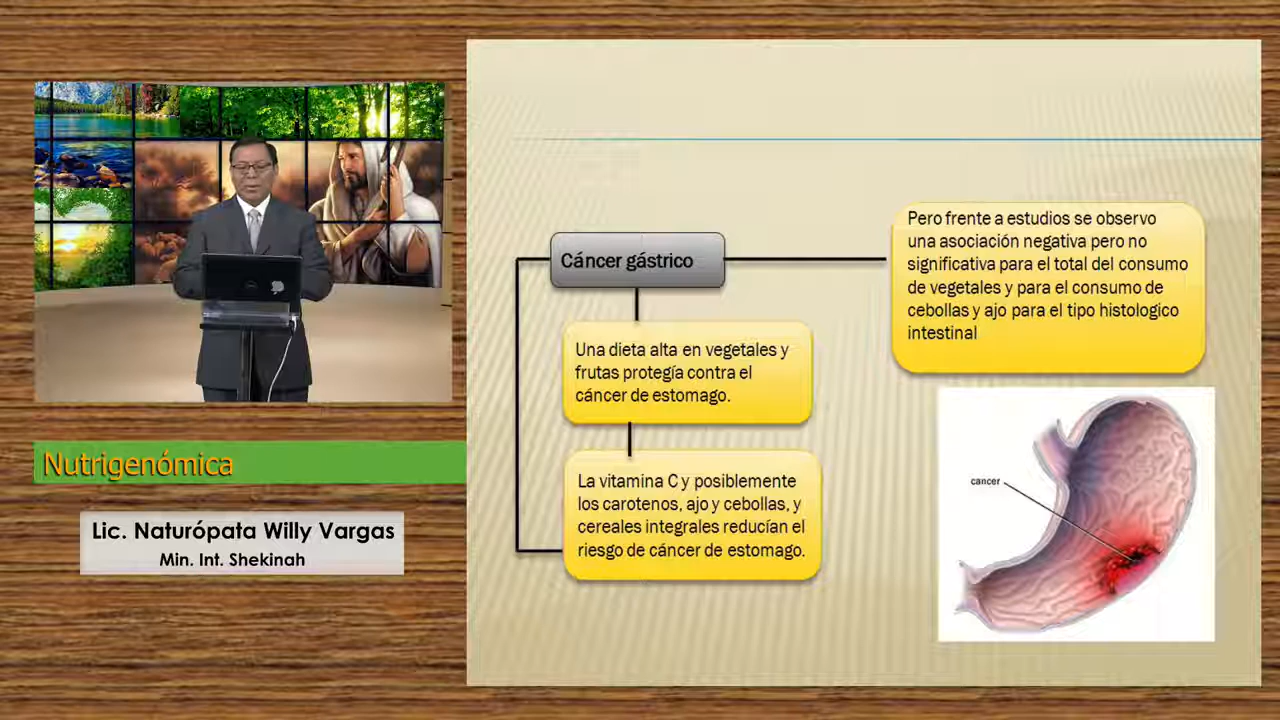 Cáncer gástrico
Una dieta alta en vegetales y
frutas protegía contra el
cáncer de estomago.
La vitamina C y posiblemente
los carotenos, ajo y cebollas, y
cereales integrales reducían el
riesgo de cáncer de estomago.
Pero frente a estudios se observo
una asociación negativa pero no
significativa para el total del consumo
de vegetales y para el consumo de
cebollas y ajo para el tipo histologico
intestinal
cancer
Nutrigenómica
Lic. Naturópata Willy Vargas
Min. Int. Shekinah